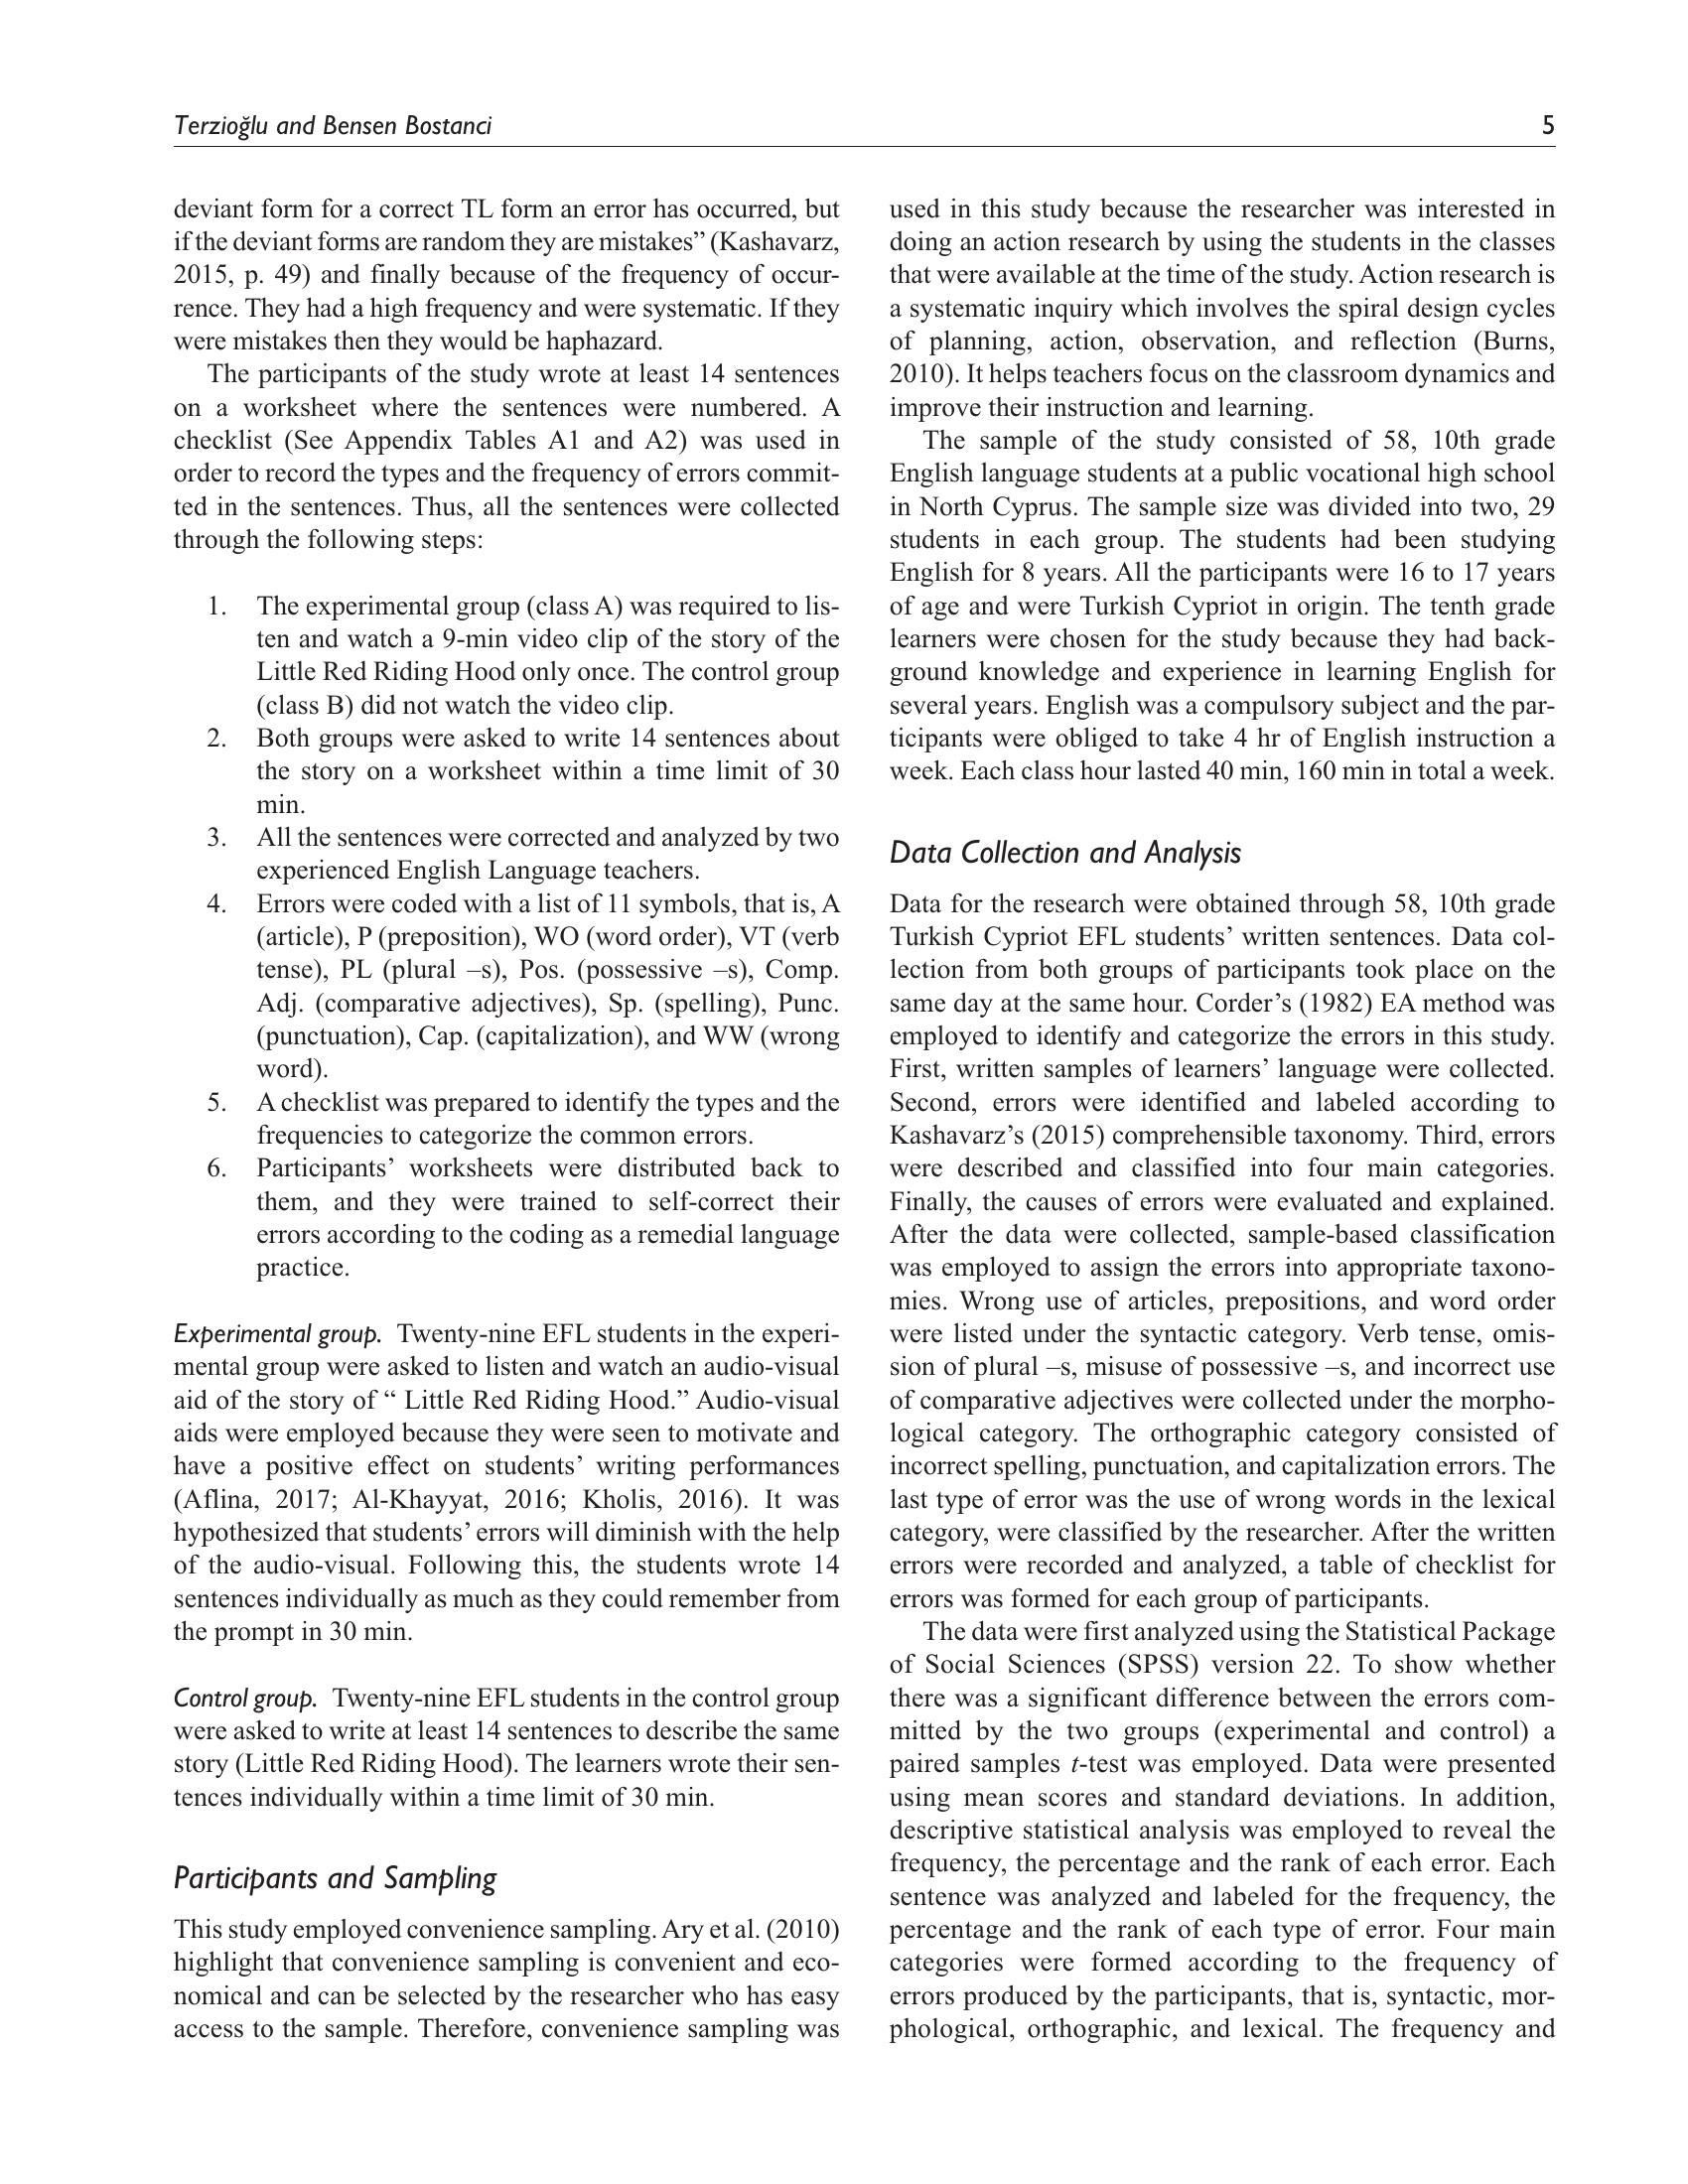 Terzioğlu and Bensen Bostanci 5
deviant form for a correct TL form an error has occurred, but
if the deviant forms are random they are mistakes” (Kashavarz,
2015, p. 49) and finally because of the frequency of occur-
rence. They had a high frequency and were systematic. If they
were mistakes then they would be haphazard.
The participants of the study wrote at least 14 sentences
on a worksheet where the sentences were numbered. A
checklist (See Appendix Tables A1 and A2) was used in
order to record the types and the frequency of errors commit-
ted in the sentences. Thus, all the sentences were collected
through the following steps:
1. The experimental group (class A) was required to lis-
ten and watch a 9-min video clip of the story of the
Little Red Riding Hood only once. The control group
(class B) did not watch the video clip.
2. Both groups were asked to write 14 sentences about
the story on a worksheet within a time limit of 30
min.
3. All the sentences were corrected and analyzed by two
experienced English Language teachers.
4. Errors were coded with a list of 11 symbols, that is, A
(article), P (preposition), WO (word order), VT (verb
tense), PL (plural –s), Pos. (possessive –s), Comp.
Adj. (comparative adjectives), Sp. (spelling), Punc.
(punctuation), Cap. (capitalization), and WW (wrong
word).
5. A checklist was prepared to identify the types and the
frequencies to categorize the common errors.
6. Participants’ worksheets were distributed back to
them, and they were trained to self-correct their
errors according to the coding as a remedial language
practice.
Experimental group. Twenty-nine EFL students in the experi-
mental group were asked to listen and watch an audio-visual
aid of the story of “ Little Red Riding Hood.” Audio-visual
aids were employed because they were seen to motivate and
have a positive effect on students’ writing performances
(Aflina, 2017; Al-Khayyat, 2016; Kholis, 2016). It was
hypothesized that students’ errors will diminish with the help
of the audio-visual. Following this, the students wrote 14
sentences individually as much as they could remember from
the prompt in 30 min.
Control group. Twenty-nine EFL students in the control group
were asked to write at least 14 sentences to describe the same
story (Little Red Riding Hood). The learners wrote their sen-
tences individually within a time limit of 30 min.
Participants and Sampling
This study employed convenience sampling. Ary et al. (2010)
highlight that convenience sampling is convenient and eco-
nomical and can be selected by the researcher who has easy
access to the sample. Therefore, convenience sampling was
used in this study because the researcher was interested in
doing an action research by using the students in the classes
that were available at the time of the study. Action research is
a systematic inquiry which involves the spiral design cycles
of planning, action, observation, and reflection (Burns,
2010). It helps teachers focus on the classroom dynamics and
improve their instruction and learning.
The sample of the study consisted of 58, 10th grade
English language students at a public vocational high school
in North Cyprus. The sample size was divided into two, 29
students in each group. The students had been studying
English for 8 years. All the participants were 16 to 17 years
of age and were Turkish Cypriot in origin. The tenth grade
learners were chosen for the study because they had back-
ground knowledge and experience in learning English for
several years. English was a compulsory subject and the par-
ticipants were obliged to take 4 hr of English instruction a
week. Each class hour lasted 40 min, 160 min in total a week.
Data Collection and Analysis
Data for the research were obtained through 58, 10th grade
Turkish Cypriot EFL students’ written sentences. Data col-
lection from both groups of participants took place on the
same day at the same hour. Corder’s (1982) EA method was
employed to identify and categorize the errors in this study.
First, written samples of learners’ language were collected.
Second, errors were identified and labeled according to
Kashavarz’s (2015) comprehensible taxonomy. Third, errors
were described and classified into four main categories.
Finally, the causes of errors were evaluated and explained.
After the data were collected, sample-based classification
was employed to assign the errors into appropriate taxono-
mies. Wrong use of articles, prepositions, and word order
were listed under the syntactic category. Verb tense, omis-
sion of plural –s, misuse of possessive –s, and incorrect use
of comparative adjectives were collected under the morpho-
logical category. The orthographic category consisted of
incorrect spelling, punctuation, and capitalization errors. The
last type of error was the use of wrong words in the lexical
category, were classified by the researcher. After the written
errors were recorded and analyzed, a table of checklist for
errors was formed for each group of participants.
The data were first analyzed using the Statistical Package
of Social Sciences (SPSS) version 22. To show whether
there was a significant difference between the errors com-
mitted by the two groups (experimental and control) a
paired samples t-test was employed. Data were presented
using mean scores and standard deviations. In addition,
descriptive statistical analysis was employed to reveal the
frequency, the percentage and the rank of each error. Each
sentence was analyzed and labeled for the frequency, the
percentage and the rank of each type of error. Four main
categories were formed according to the frequency of
errors produced by the participants, that is, syntactic, mor-
phological, orthographic, and lexical. The frequency and